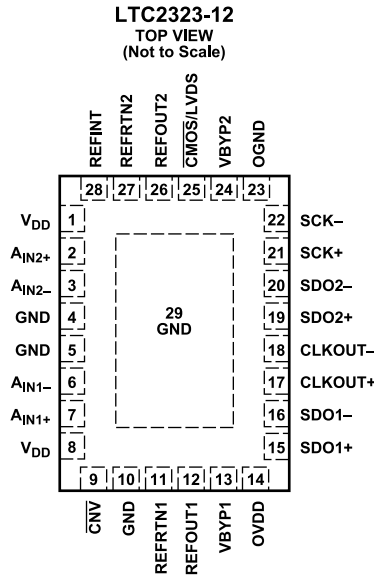 LTC2323-12
TOP VIEW
(Not to Scale)
REFINT
REFRTN2
REFOUT2
CMOS/LVDS
VBYP2
OGND
28 27 26 25 24 23
VDD 1
AIN2+ 2
AIN2– 3
GND 4
GND 5
AIN1– 6
AIN1+ 7
VDD 8
29
GND
22 SCK–
21 SCK+
20 SDO2–
19 SDO2+
18 CLKOUT–
17 CLKOUT+
16 SDO1–
15 SDO1+
9 10 11 12 13 14
CNV
GND
REFRTN1
REFOUT1
VBYP1
OVDD